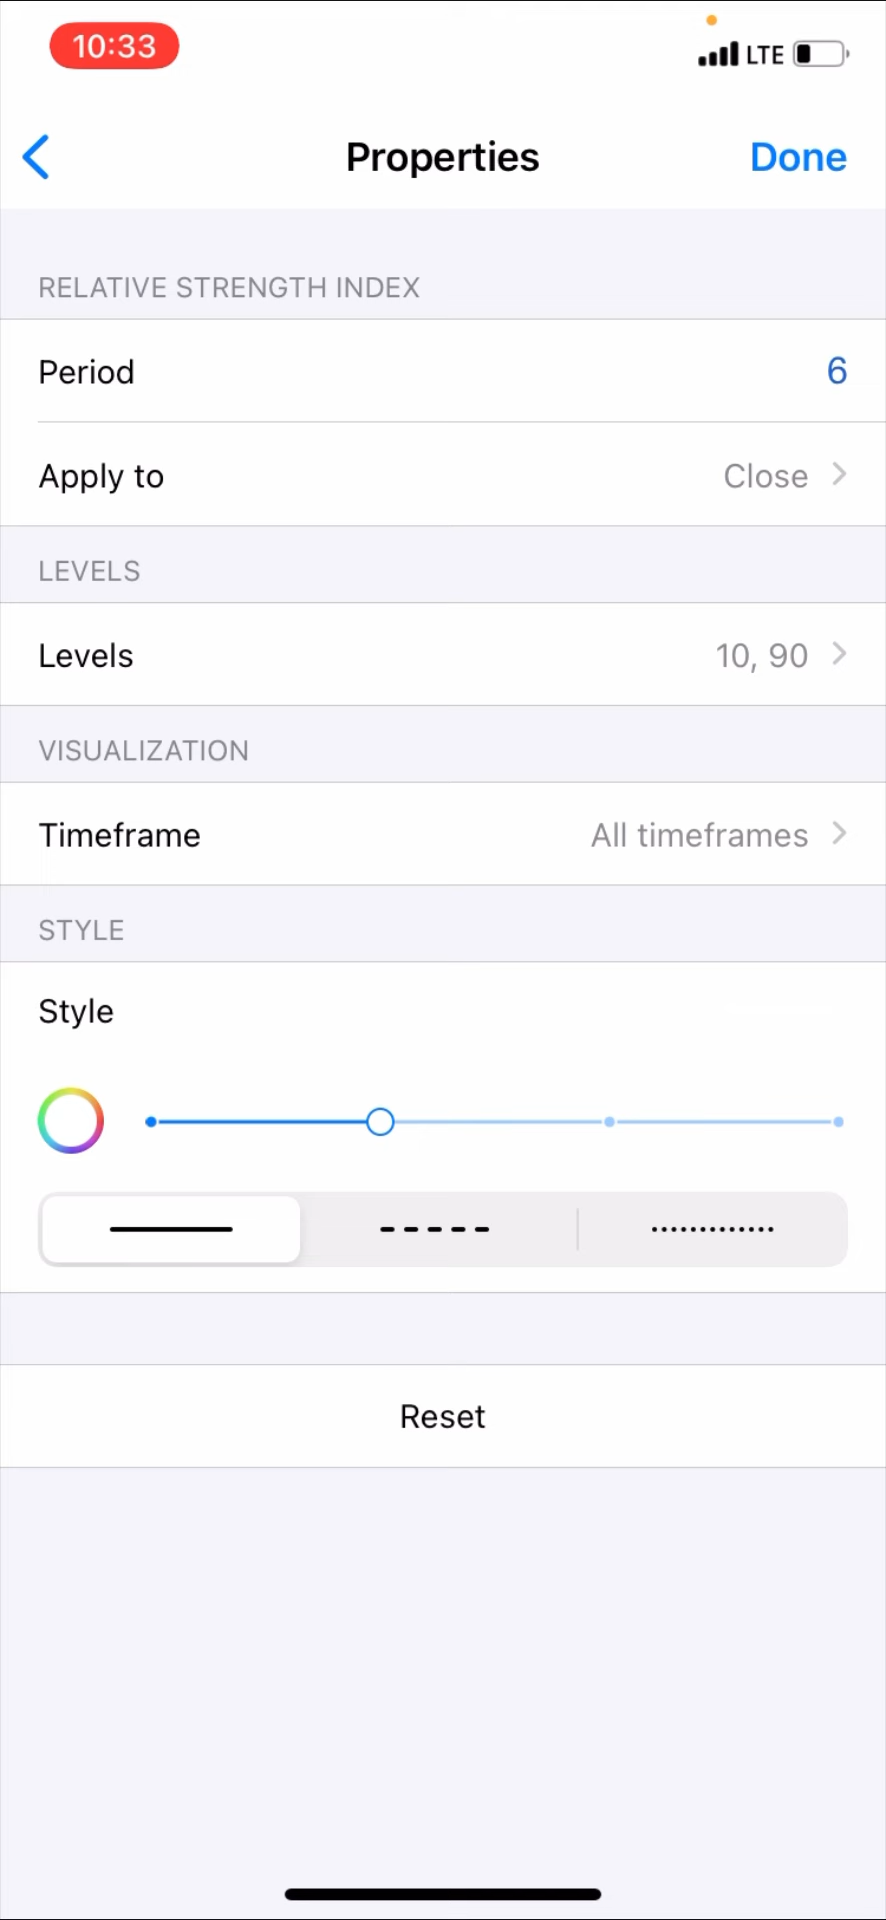 10:33
LTE
Properties
Done
RELATIVE STRENGTH INDEX
Period
6
Apply to
Close
LEVELS
Levels
10, 90
VISUALIZATION
Timeframe
All timeframes
STYLE
Style
Reset